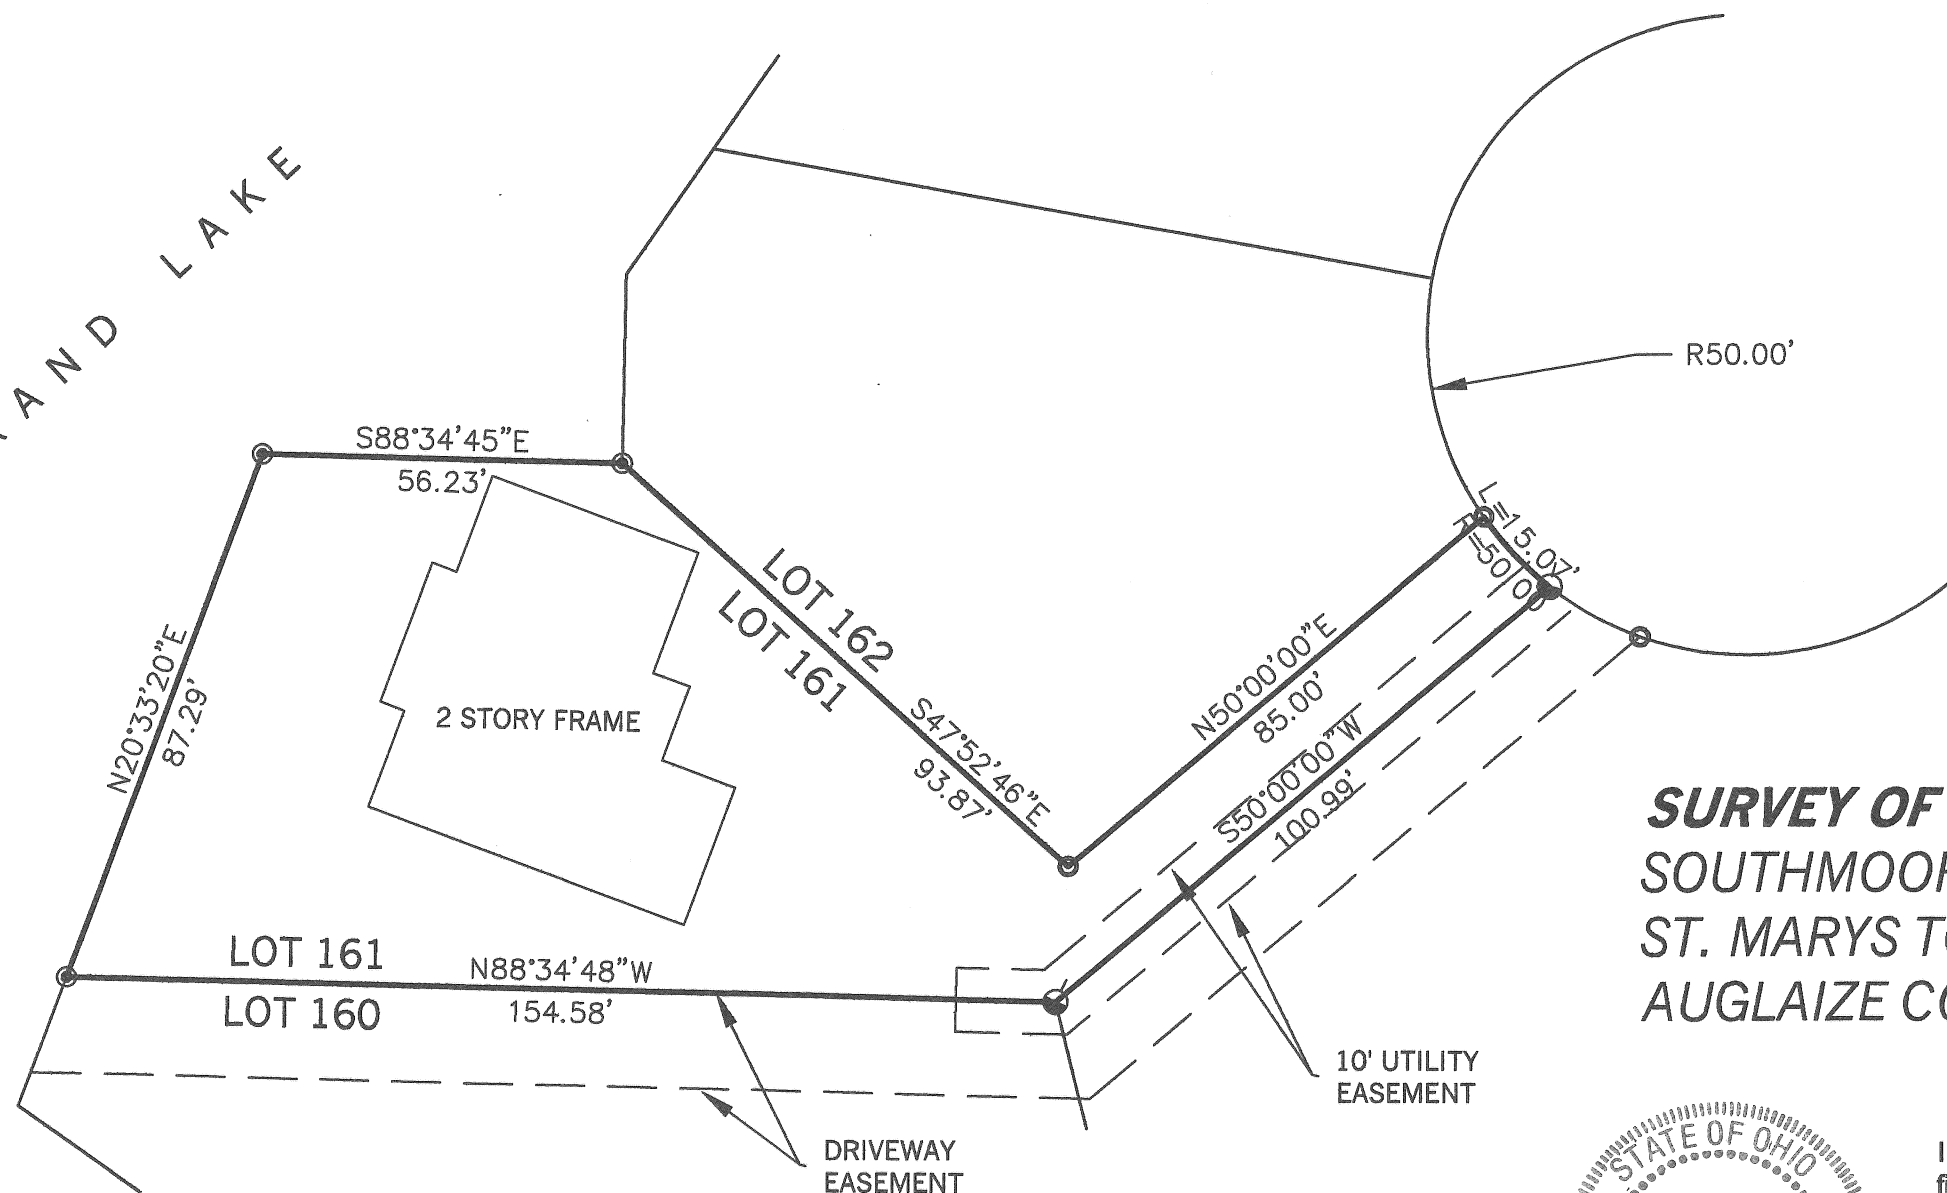 AND LAKE
R50.00'
S88°34'45"E
56.23'
L=15.07'
R=50.00'
LOT 162
LOT 161
N20°33'20"E
87.29'
2 STORY FRAME
S47°52'46"E
93.87'
N50°00'00"E
85.00'
S50°00'00"W
100.99'
SURVEY OF
ST. MARYS
AUGLAIZE
LOT 161
LOT 160
N88°34'48"W
154.58'
10' UTILITY
EASEMENT
DRIVEWAY
EASEMENT
STATE OF OHIO